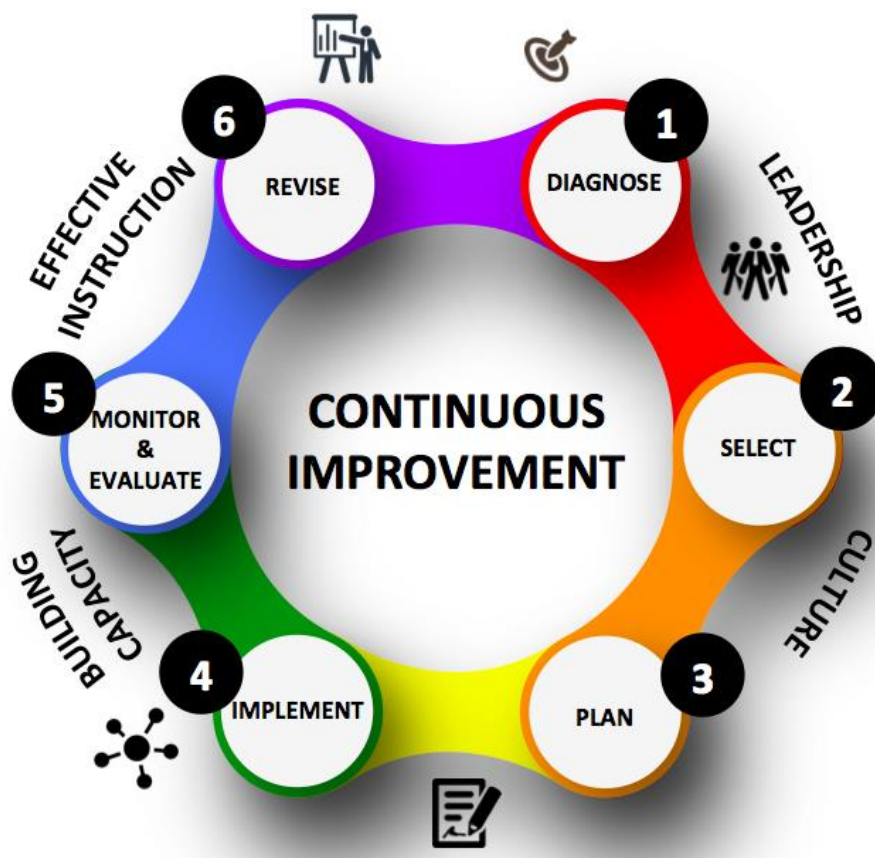 6
1
REVISE
DIAGNOSE
EFFECTIVE
INSTRUCTION
LEADERSHIP
5
2
MONITOR
&
EVALUATE
CONTINUOUS
IMPROVEMENT
SELECT
BUILDING
CAPACITY
CULTURE
4
3
IMPLEMENT
PLAN